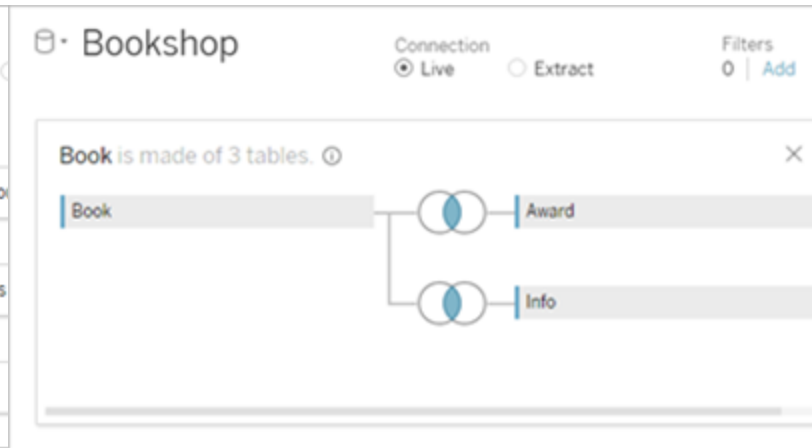 Bookshop
Connection
Live Extract
Filters
0 Add
Book is made of 3 tables.
Book
Award
Info